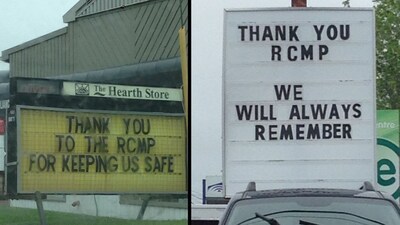 The Hearth Store
THANK YOU
TO THE RCMP
FOR KEEPING US SAFE
THANK YOU
RCMP
WE
WILL ALWAYS
REMEMBER
entre
e